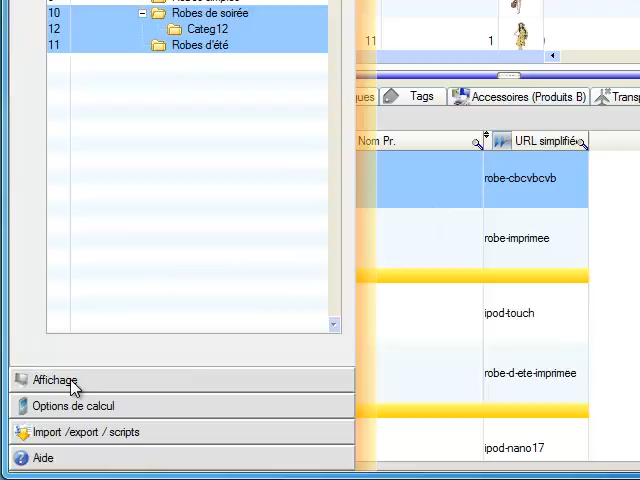 10 Robes de soirée
12 Categ12
11 Robes d'été
11 1
Tags
Accessoires (Produits B)
Nom Pr.
URL simplifiée
robe-cbcvbcvb
robe-imprimee
ipod-touch
robe-d-ete-imprimee
ipod-nano17
Affichage
Options de calcul
Import /export / scripts
Aide